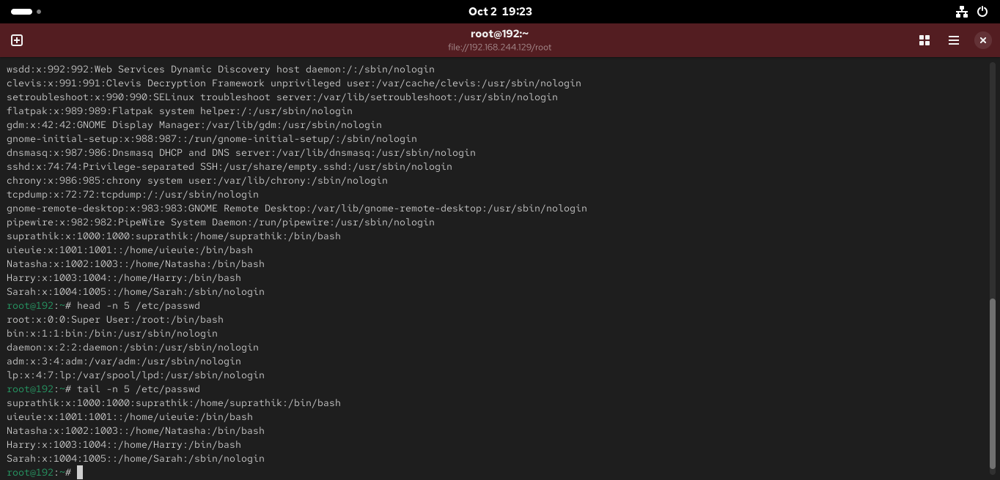 Oct 2 19:23
root@192:~
file://192.168.244.129/root
wsdd:x:992:992:Web Services Dynamic Discovery host daemon:/:/sbin/nologin
clevis:x:991:991:Clevis Decryption Framework unprivileged user:/var/cache/clevis:/usr/sbin/nologin
setroubleshoot:x:990:990:SELinux troubleshoot server:/var/lib/setroubleshoot:/usr/sbin/nologin
flatpak:x:989:989:Flatpak system helper:/:/usr/sbin/nologin
gdm:x:42:42:GNOME Display Manager:/var/lib/gdm:/usr/sbin/nologin
gnome-initial-setup:x:988:987::/run/gnome-initial-setup/:/sbin/nologin
dnsmasq:x:987:986:Dnsmasq DHCP and DNS server:/var/lib/dnsmasq:/usr/sbin/nologin
sshd:x:74:74:Privilege-separated SSH:/usr/share/empty.sshd:/usr/sbin/nologin
chrony:x:986:985:chrony system user:/var/lib/chrony:/sbin/nologin
tcpdump:x:72:72:tcpdump:/:/usr/sbin/nologin
gnome-remote-desktop:x:983:983:GNOME Remote Desktop:/var/lib/gnome-remote-desktop:/usr/sbin/nologin
pipewire:x:982:982:PipeWire System Daemon:/run/pipewire:/usr/sbin/nologin
suprathik:x:1000:1000:suprathik:/home/suprathik:/bin/bash
uieuie:x:1001:1001::/home/uieuie:/bin/bash
Natasha:x:1002:1003::/home/Natasha:/bin/bash
Harry:x:1003:1004::/home/Harry:/bin/bash
Sarah:x:1004:1005::/home/Sarah:/sbin/nologin
root@192:~# head -n 5 /etc/passwd
root:x:0:0:Super User:/root:/bin/bash
bin:x:1:1:bin:/bin:/usr/sbin/nologin
daemon:x:2:2:daemon:/sbin:/usr/sbin/nologin
adm:x:3:4:adm:/var/adm:/usr/sbin/nologin
lp:x:4:7:lp:/var/spool/lpd:/usr/sbin/nologin
root@192:~# tail -n 5 /etc/passwd
suprathik:x:1000:1000:suprathik:/home/suprathik:/bin/bash
uieuie:x:1001:1001::/home/uieuie:/bin/bash
Natasha:x:1002:1003::/home/Natasha:/bin/bash
Harry:x:1003:1004::/home/Harry:/bin/bash
Sarah:x:1004:1005::/home/Sarah:/sbin/nologin
root@192:~#